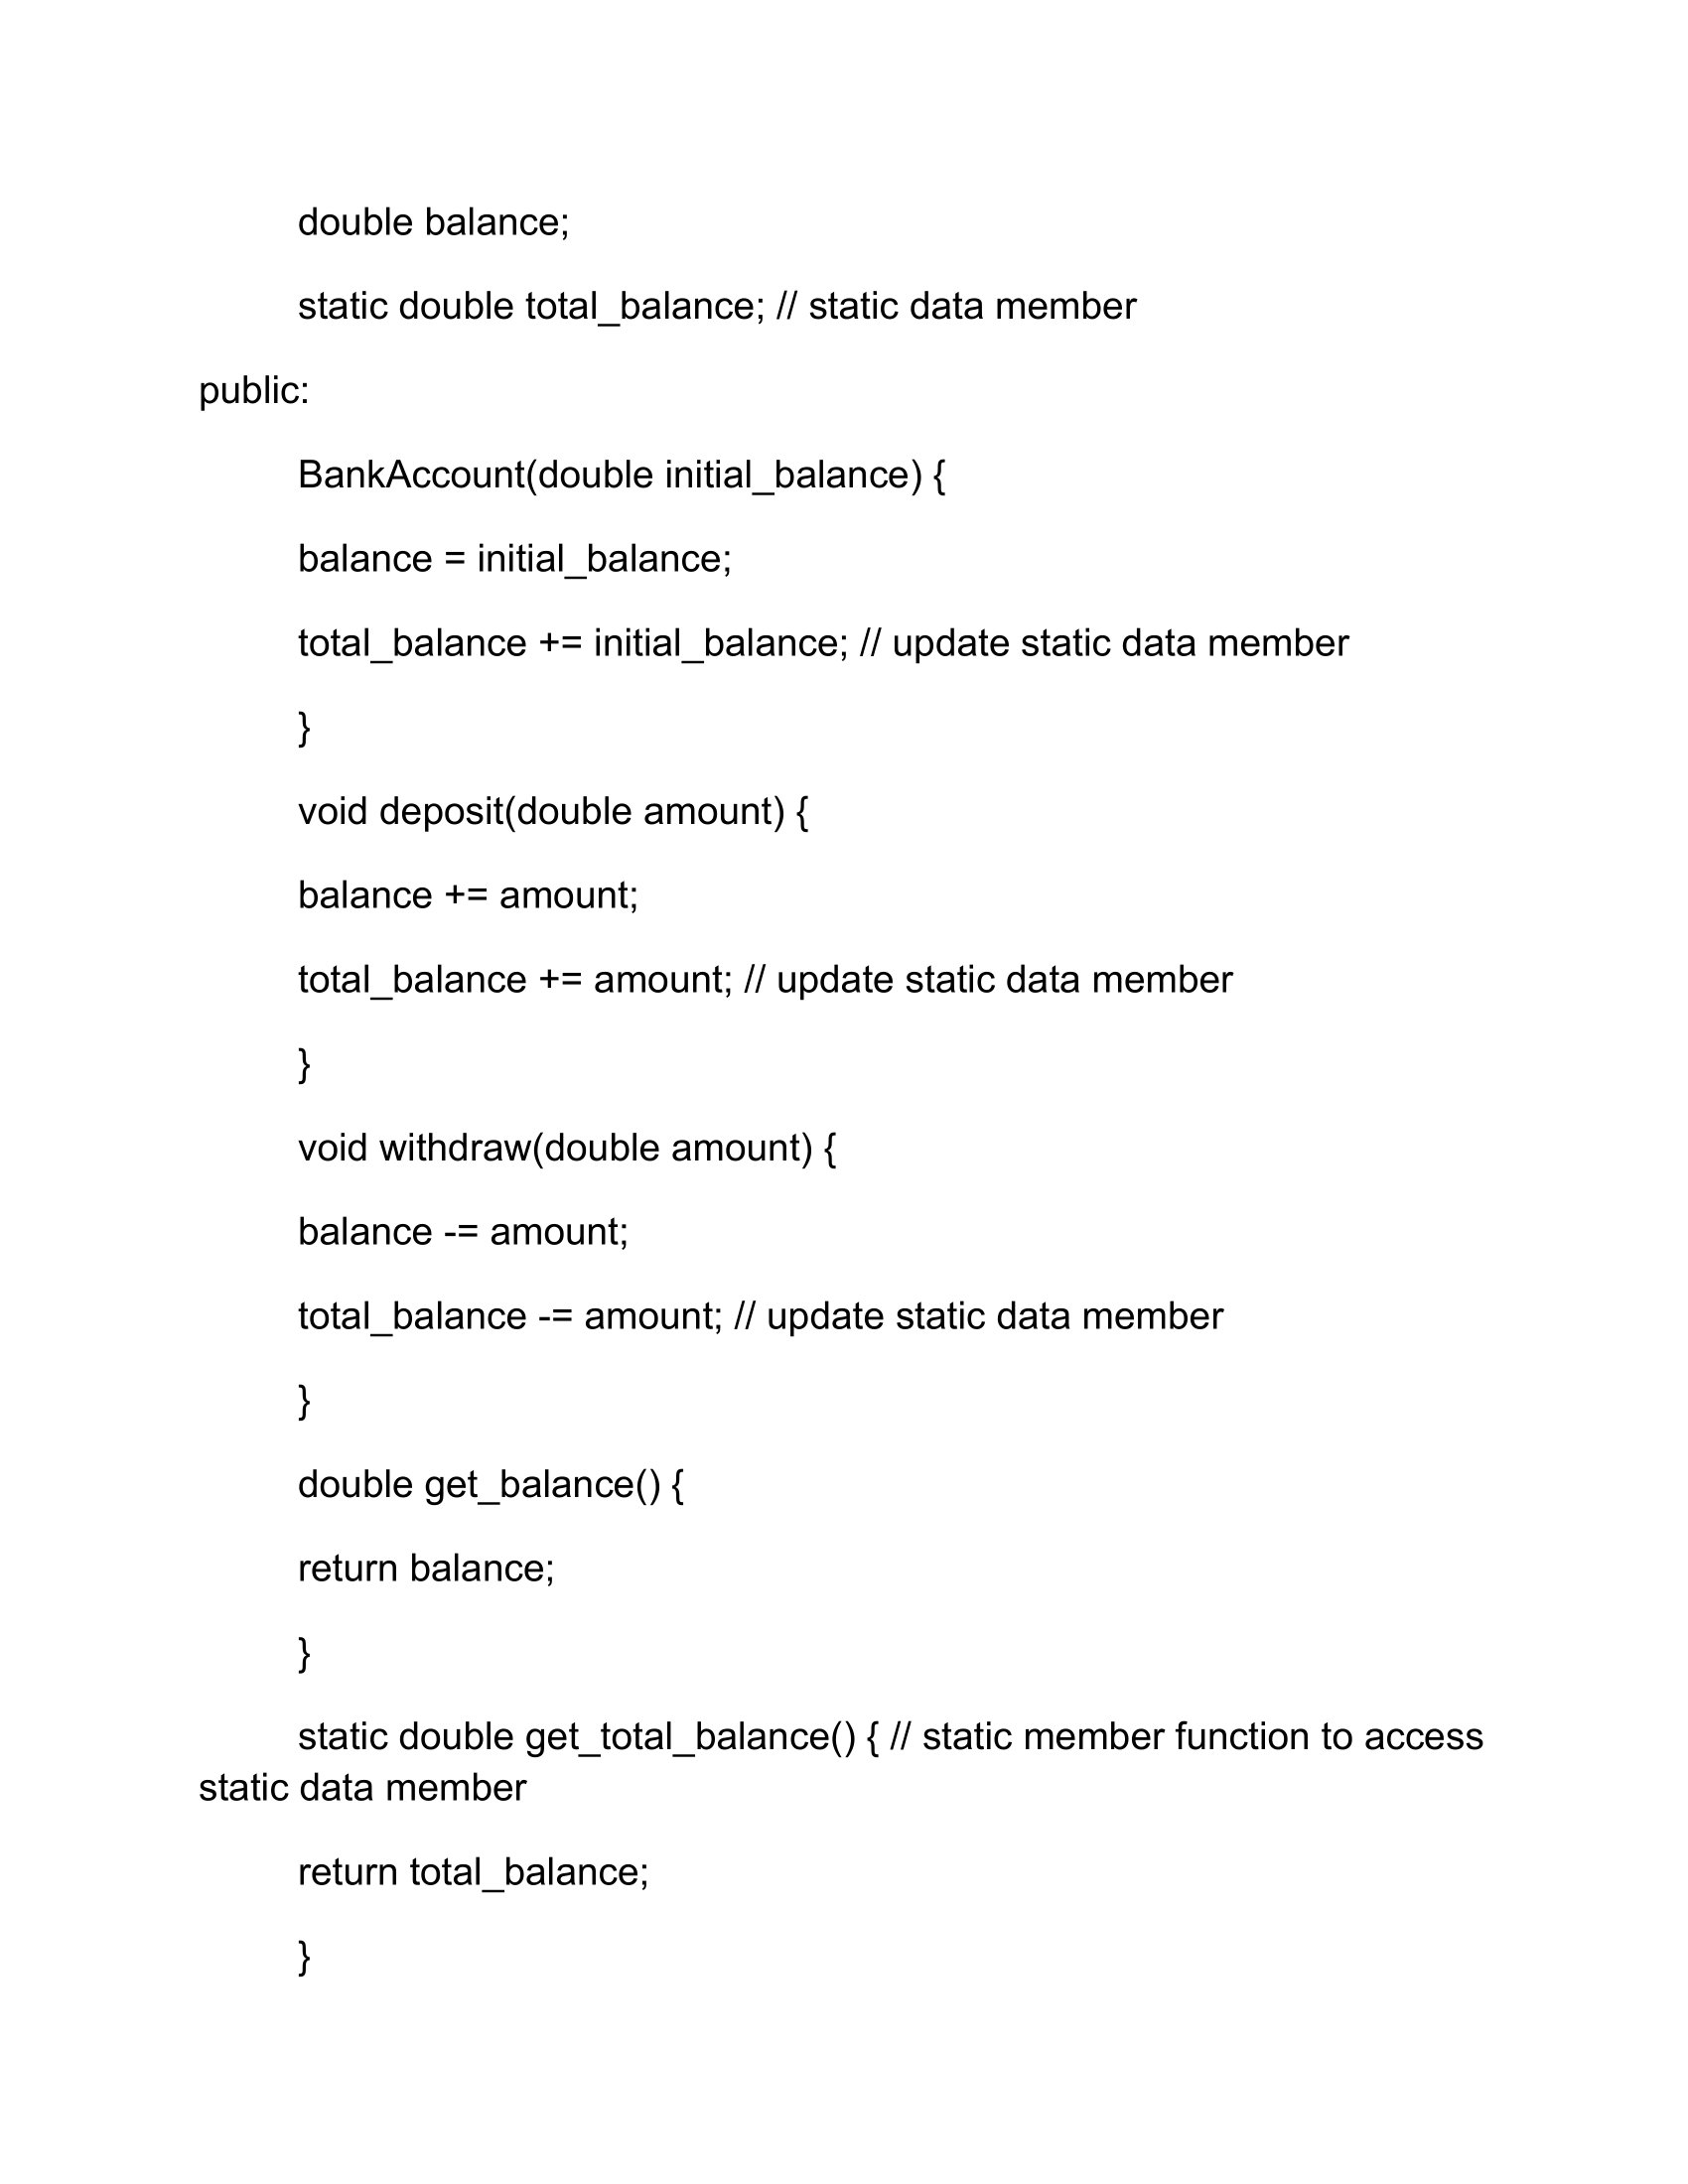 double balance;
static double total_balance; // static data member
public:
BankAccount(double initial_balance) {
balance = initial_balance;
total_balance += initial_balance; // update static data member
}
void deposit(double amount) {
balance += amount;
total_balance += amount; // update static data member
}
void withdraw(double amount) {
balance -= amount;
total_balance -= amount; // update static data member
}
double get_balance() {
return balance;
}
static double get_total_balance() { // static member function to access
static data member
return total_balance;
}